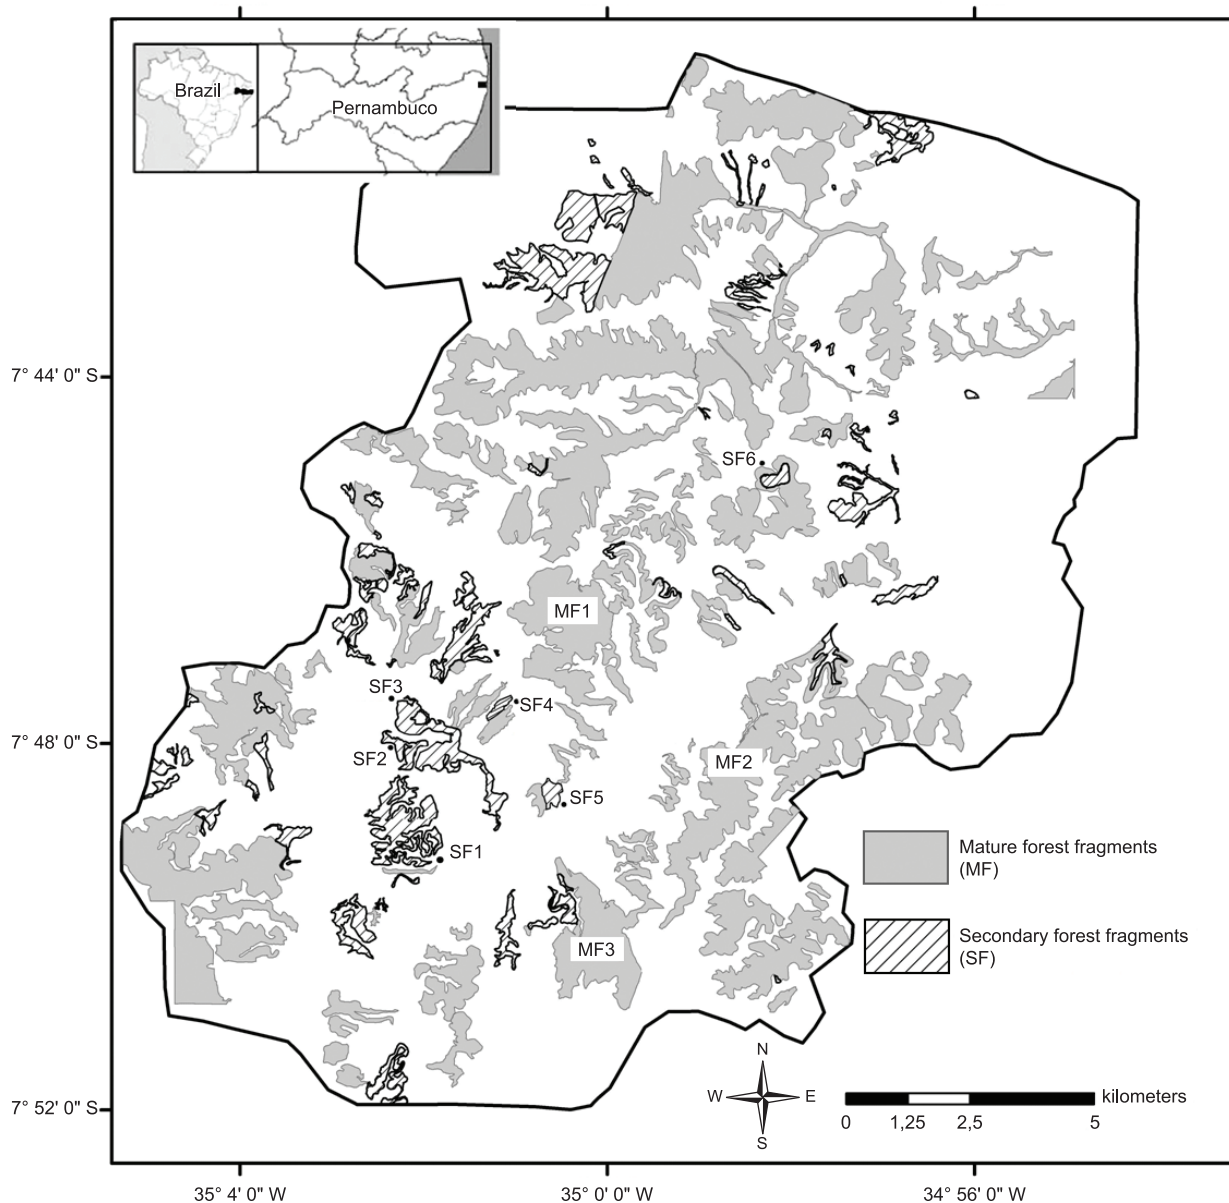 Brazil
Pernambuco
7° 44' 0" S
SF6
MF1
SF3
SF4
7° 48' 0" S
SF2
MF2
SF5
SF1
Mature forest fragments
(MF)
Secondary forest fragments
(SF)
MF3
N
W E
S
kilometers
0 1,25 2,5 5
7° 52' 0" S
35° 4' 0" W 35° 0' 0" W 34° 56' 0" W